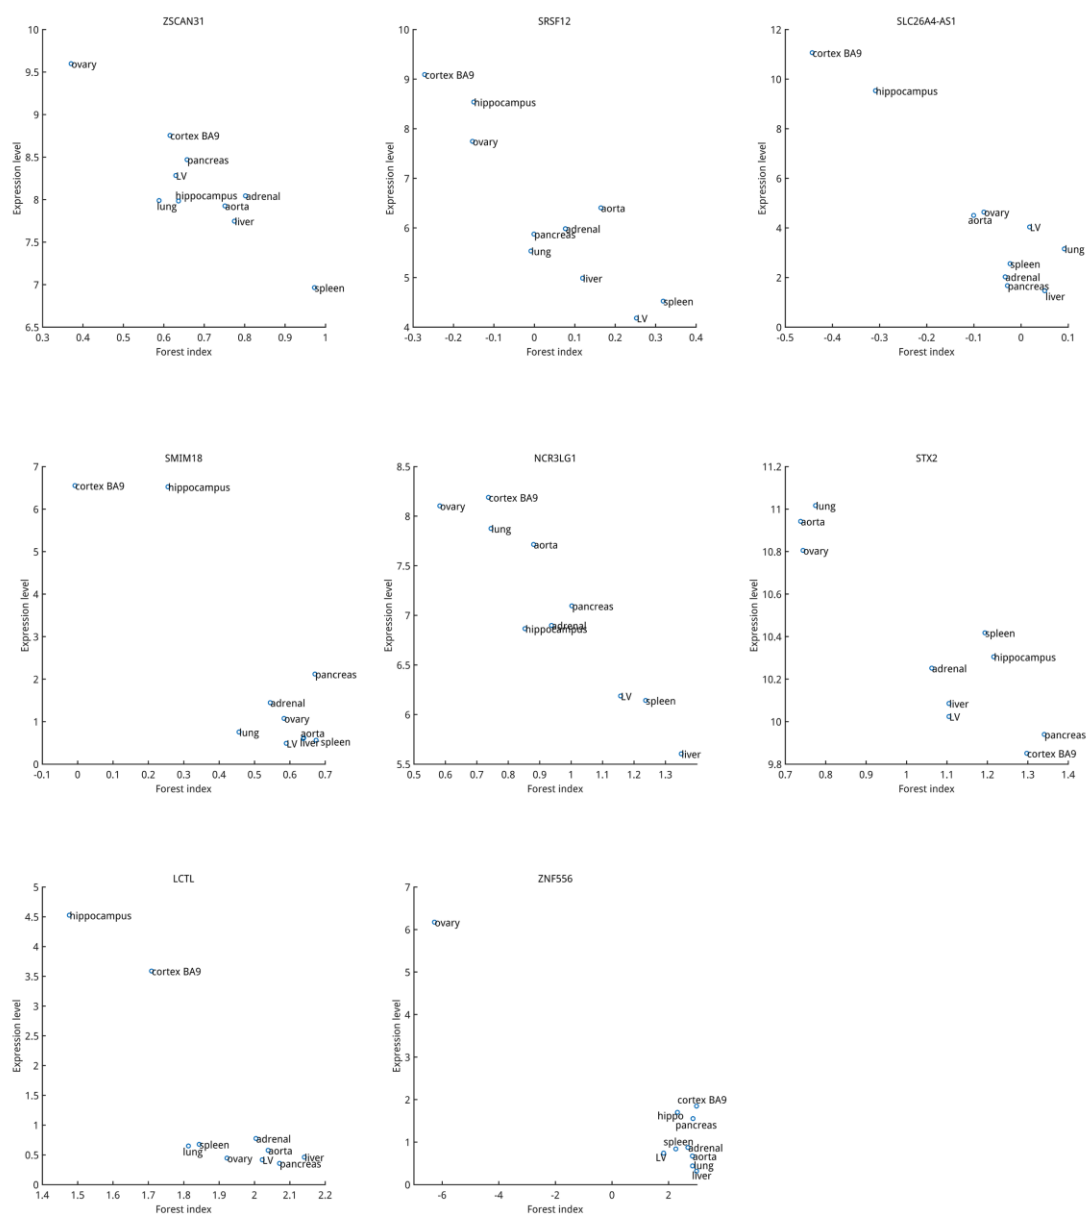 ZSCAN31
Expression level
10
9.5
9
8.5
8
7.5
7
6.5
ovary
cortex BA9
pancreas
LV
hippocampus
adrenal
lung
aorta
liver
spleen
0.3 0.4 0.5 0.6 0.7 0.8 0.9 1
Forest index
SRSF12
Expression level
10
9
8
7
6
5
4
cortex BA9
hippocampus
ovary
aorta
adrenal
pancreas
lung
liver
spleen
LV
-0.3 -0.2 -0.1 0 0.1 0.2 0.3 0.4
Forest index
SLC26A4-AS1
Expression level
12
10
8
6
4
2
0
cortex BA9
hippocampus
ovary
aorta
LV
lung
spleen
adrenal
pancreas
liver
-0.5 -0.4 -0.3 -0.2 -0.1 0 0.1
Forest index
SMIM18
Expression level
7
6
5
4
3
2
1
0
cortex BA9
hippocampus
pancreas
adrenal
ovary
lung
aorta
LV liver spleen
-0.1 0 0.1 0.2 0.3 0.4 0.5 0.6 0.7
Forest index
NCR3LG1
Expression level
8.5
8
7.5
7
6.5
6
5.5
cortex BA9
ovary
lung
aorta
pancreas
adrenal
hippocampus
LV
spleen
liver
0.5 0.6 0.7 0.8 0.9 1 1.1 1.2 1.3
Forest index
STX2
Expression level
11.2
11
10.8
10.6
10.4
10.2
10
9.8
lung
aorta
ovary
spleen
hippocampus
adrenal
liver
LV
pancreas
cortex BA9
0.7 0.8 0.9 1 1.1 1.2 1.3 1.4
Forest index
LCTL
Expression level
5
4.5
4
3.5
3
2.5
2
1.5
1
0.5
0
hippocampus
cortex BA9
adrenal
spleen
lung
aorta
ovary
LV
liver
pancreas
1.4 1.5 1.6 1.7 1.8 1.9 2 2.1 2.2
Forest index
ZNF556
Expression level
7
6
5
4
3
2
1
0
ovary
cortex BA9
hippo
pancreas
spleen
adrenal
LV
aorta
lung
liver
-6 -4 -2 0 2
Forest index